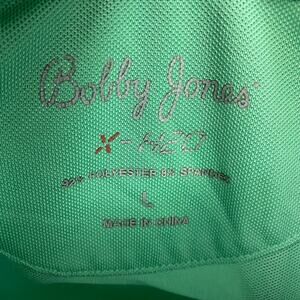 Bobby Jones
X-H2O
92% POLYESTER 8% SPANDEX
L
MADE IN CHINA